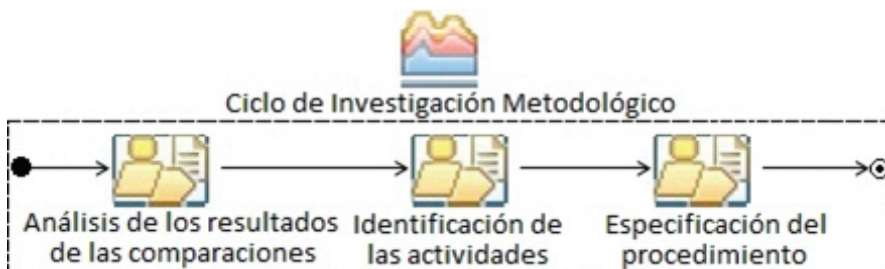 Ciclo de Investigación Metodológico
Análisis de los resultados
de las comparaciones
Identificación de
las actividades
Especificación del
procedimiento